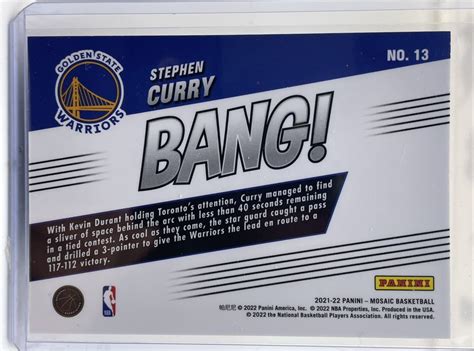 GOLDEN STATE
WARRIORS
STEPHEN
CURRY
NO. 13
BANG!
With Kevin Durant holding Toronto's attention, Curry managed to find
a sliver of space behind the arc with less than 40 seconds remaining
in a tied contest. As cool as they come, the star guard caught a pass
and drilled a 3-pointer to give the Warriors the lead en route to a
117-112 victory.
PANINI
2021-22 PANINI – MOSAIC BASKETBALL
帕尼尼 © 2022 Panini America, Inc. © 2022 NBA Properties, Inc. Produced in the USA.
© 2022 the National Basketball Players Association. All rights reserved.
NBA